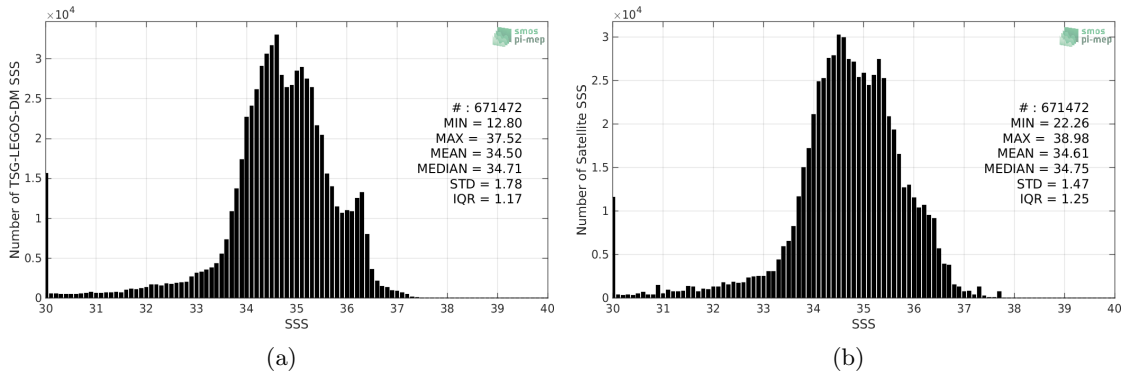 ×10⁴
Number of TSG-LEGOS-DM SSS
3
2.5
2
1.5
1
0.5
0
30 31 32 33 34 35 36 37 38 39 40
SSS
smos
pi-mep
# : 671472
MIN = 12.80
MAX = 37.52
MEAN = 34.50
MEDIAN = 34.71
STD = 1.78
IQR = 1.17
(a)
×10⁴
Number of Satellite SSS
3
2.5
2
1.5
1
0.5
0
30 31 32 33 34 35 36 37 38 39 40
SSS
smos
pi-mep
# : 671472
MIN = 22.26
MAX = 38.98
MEAN = 34.61
MEDIAN = 34.75
STD = 1.47
IQR = 1.25
(b)